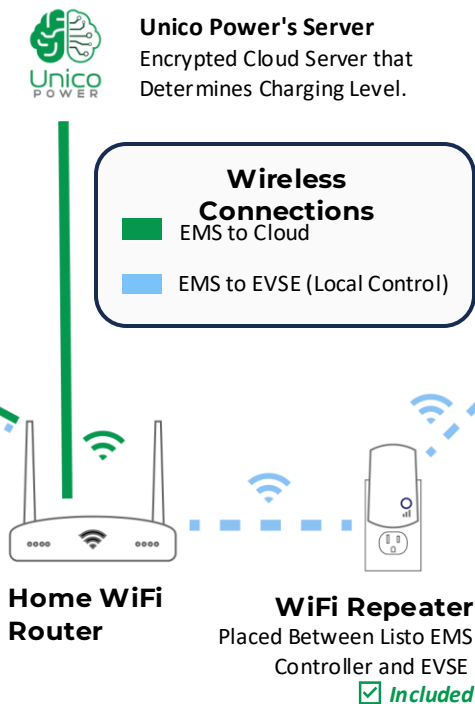 Unico Power's Server
Encrypted Cloud Server that
Determines Charging Level.
Unico
POWER
Wireless
Connections
EMS to Cloud
EMS to EVSE (Local Control)
Home WiFi
Router
WiFi Repeater
Placed Between Listo EMS
Controller and EVSE
Included